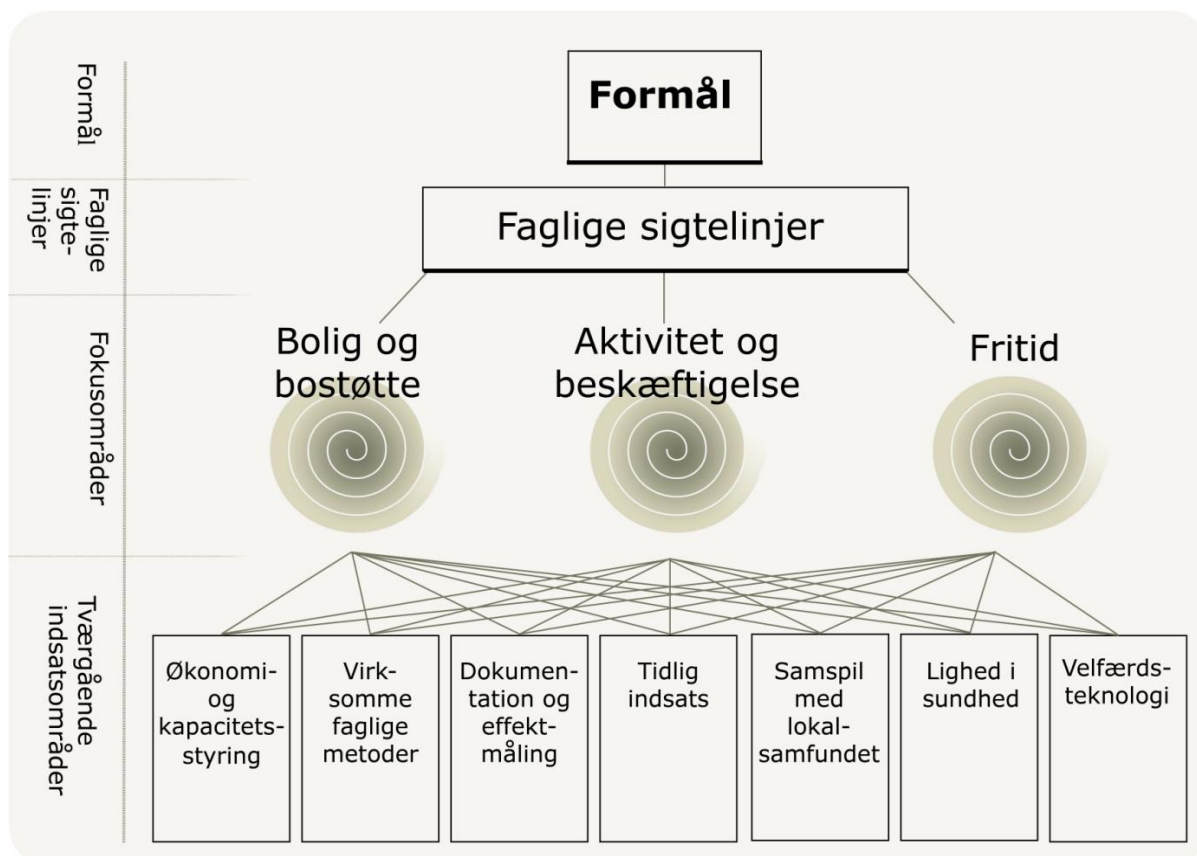 Formål
Formål
Faglige
sigte-
linjer
Faglige sigtelinjer
Fokusområder
Bolig og
bostøtte
Aktivitet og
beskæftigelse
Fritid
Tværgående
indsatsområder
Økonomi-
og
kapacitets-
styring
Virk-
somme
faglige
metoder
Dokumen-
tation og
effekt-
måling
Tidlig
indsats
Samspil
med
lokal-
samfundet
Lighed i
sundhed
Velfærds-
teknologi